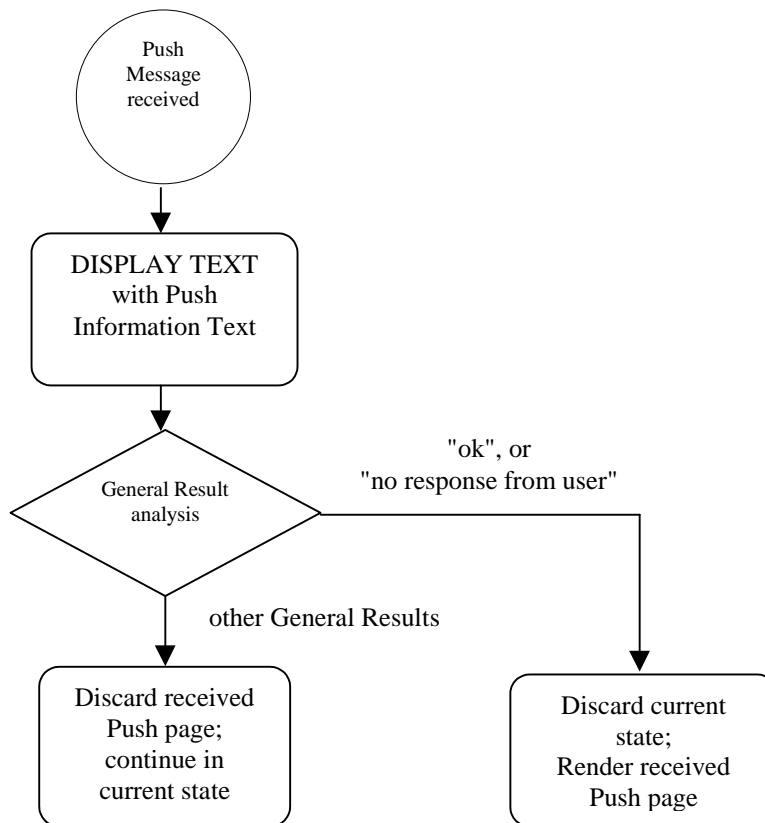 Push
Message
received
DISPLAY TEXT
with Push
Information Text
General Result
analysis
"ok", or
"no response from user"
other General Results
Discard received
Push page;
continue in
current state
Discard current
state;
Render received
Push page